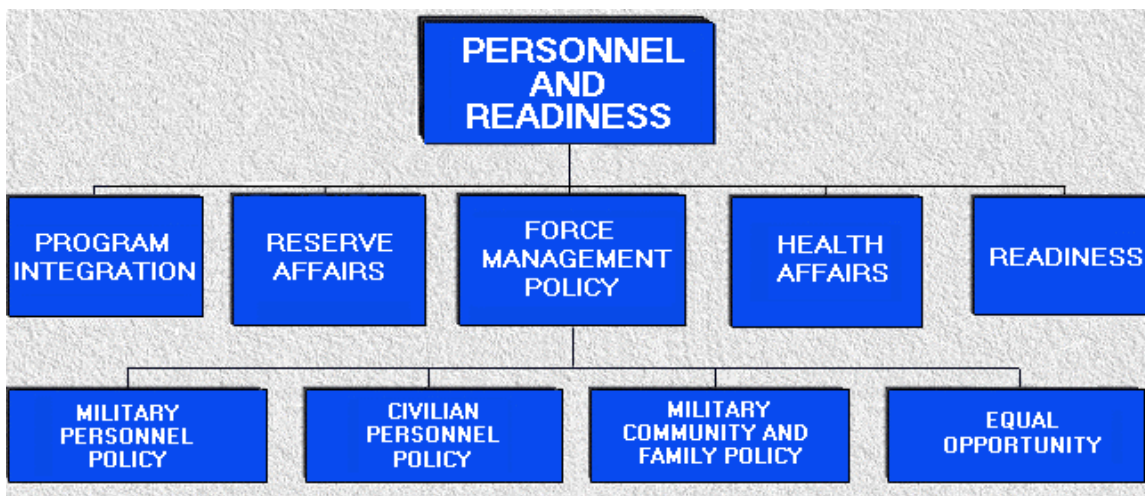 PERSONNEL
AND
READINESS
PROGRAM
INTEGRATION
RESERVE
AFFAIRS
FORCE
MANAGEMENT
POLICY
HEALTH
AFFAIRS
READINESS
MILITARY
PERSONNEL
POLICY
CIVILIAN
PERSONNEL
POLICY
MILITARY
COMMUNITY AND
FAMILY POLICY
EQUAL
OPPORTUNITY